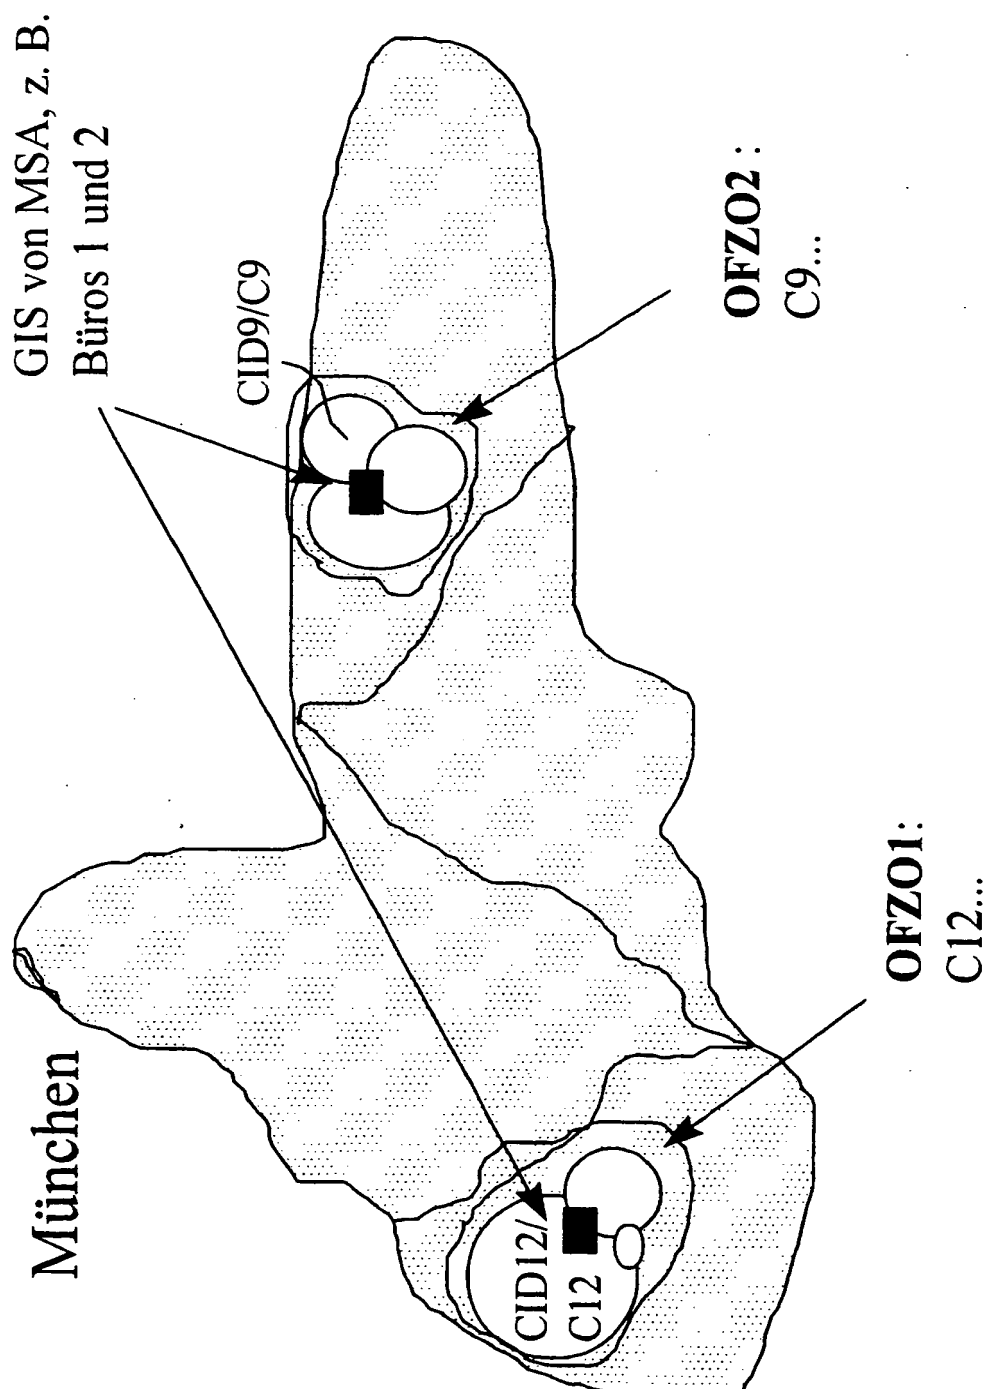 München
GIS von MSA, z. B.
Büros 1 und 2
CID9/C9
CID12/
C12
OFZO1:
C12...
OFZO2 :
C9...